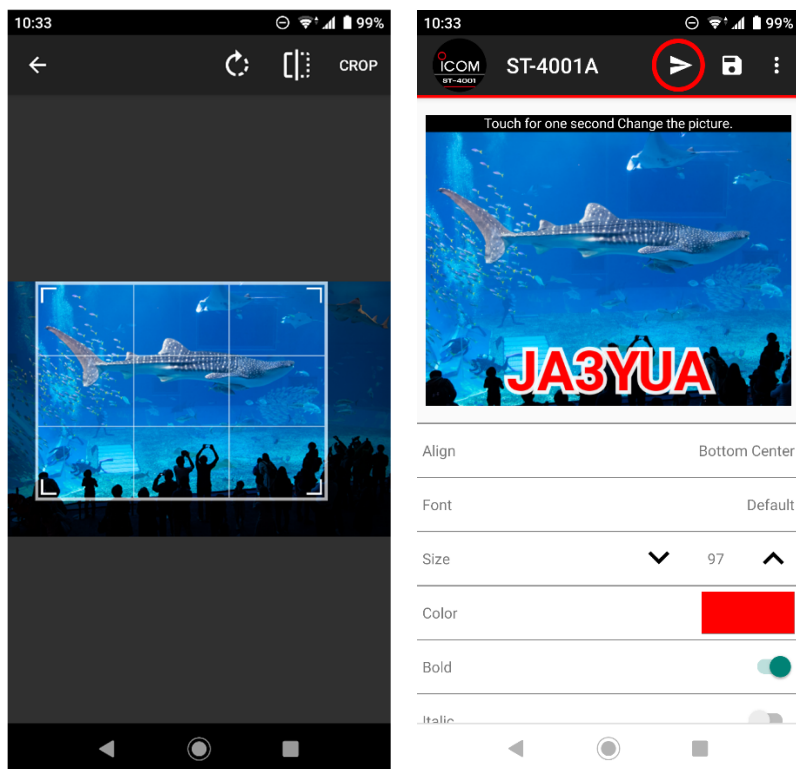 10:33
99%
CROP
10:33
99%
ICOM
ST-4001
ST-4001A
Touch for one second Change the picture.
JA3YUA
Align
Bottom Center
Font
Default
Size
97
Color
Bold
Italic